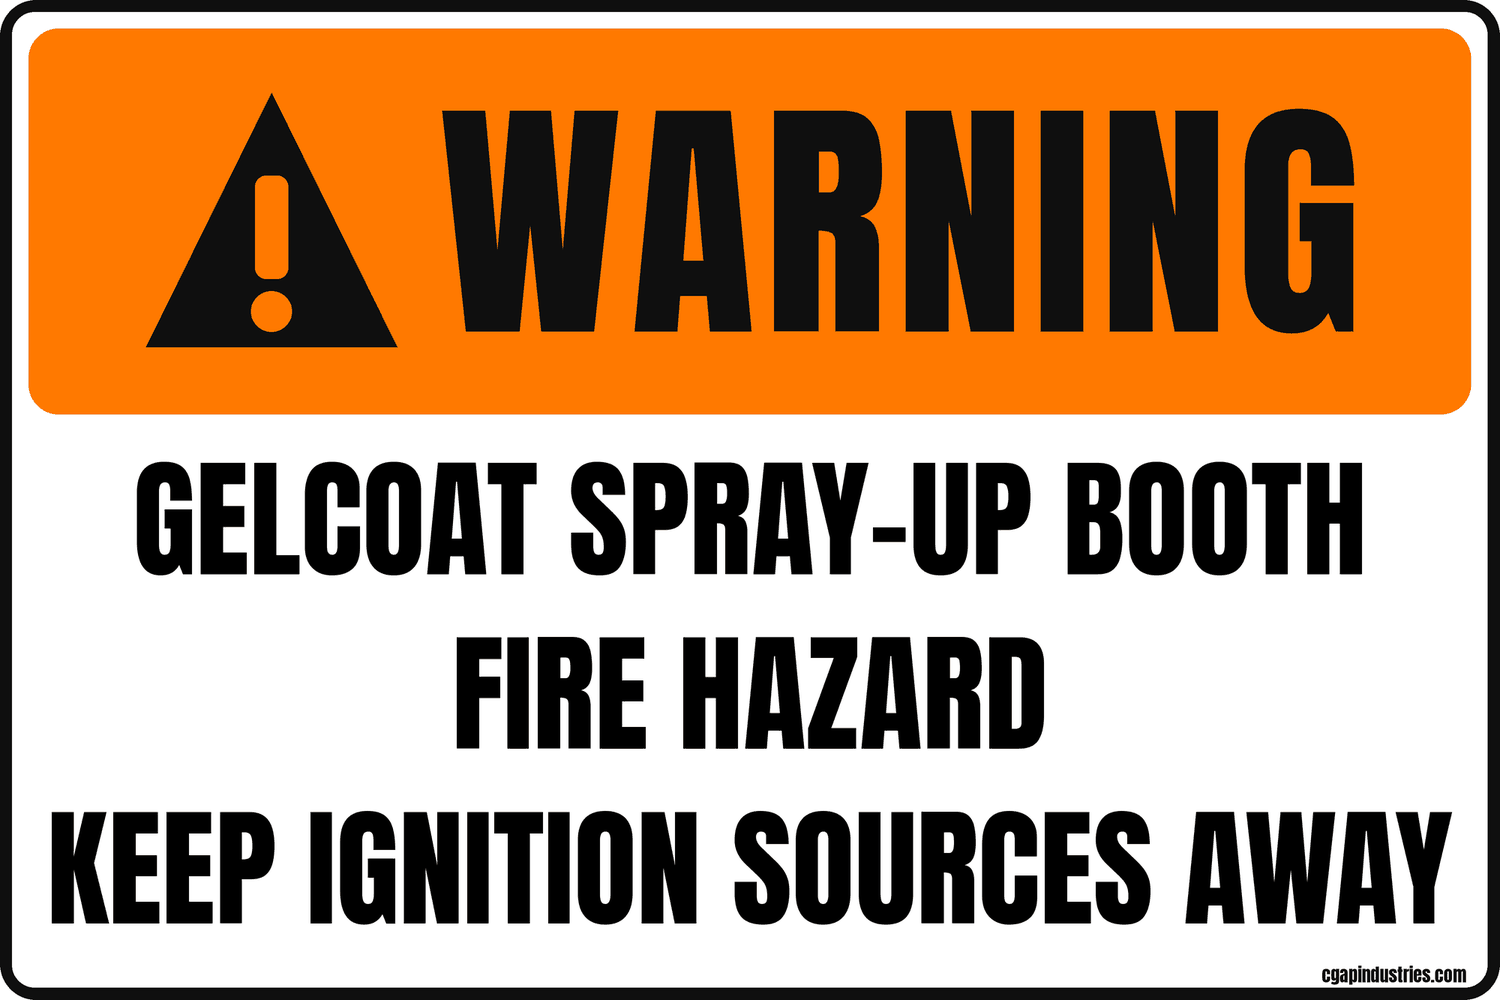 WARNING
GELCOAT SPRAY-UP BOOTH
FIRE HAZARD
KEEP IGNITION SOURCES AWAY
cgapindustries.com